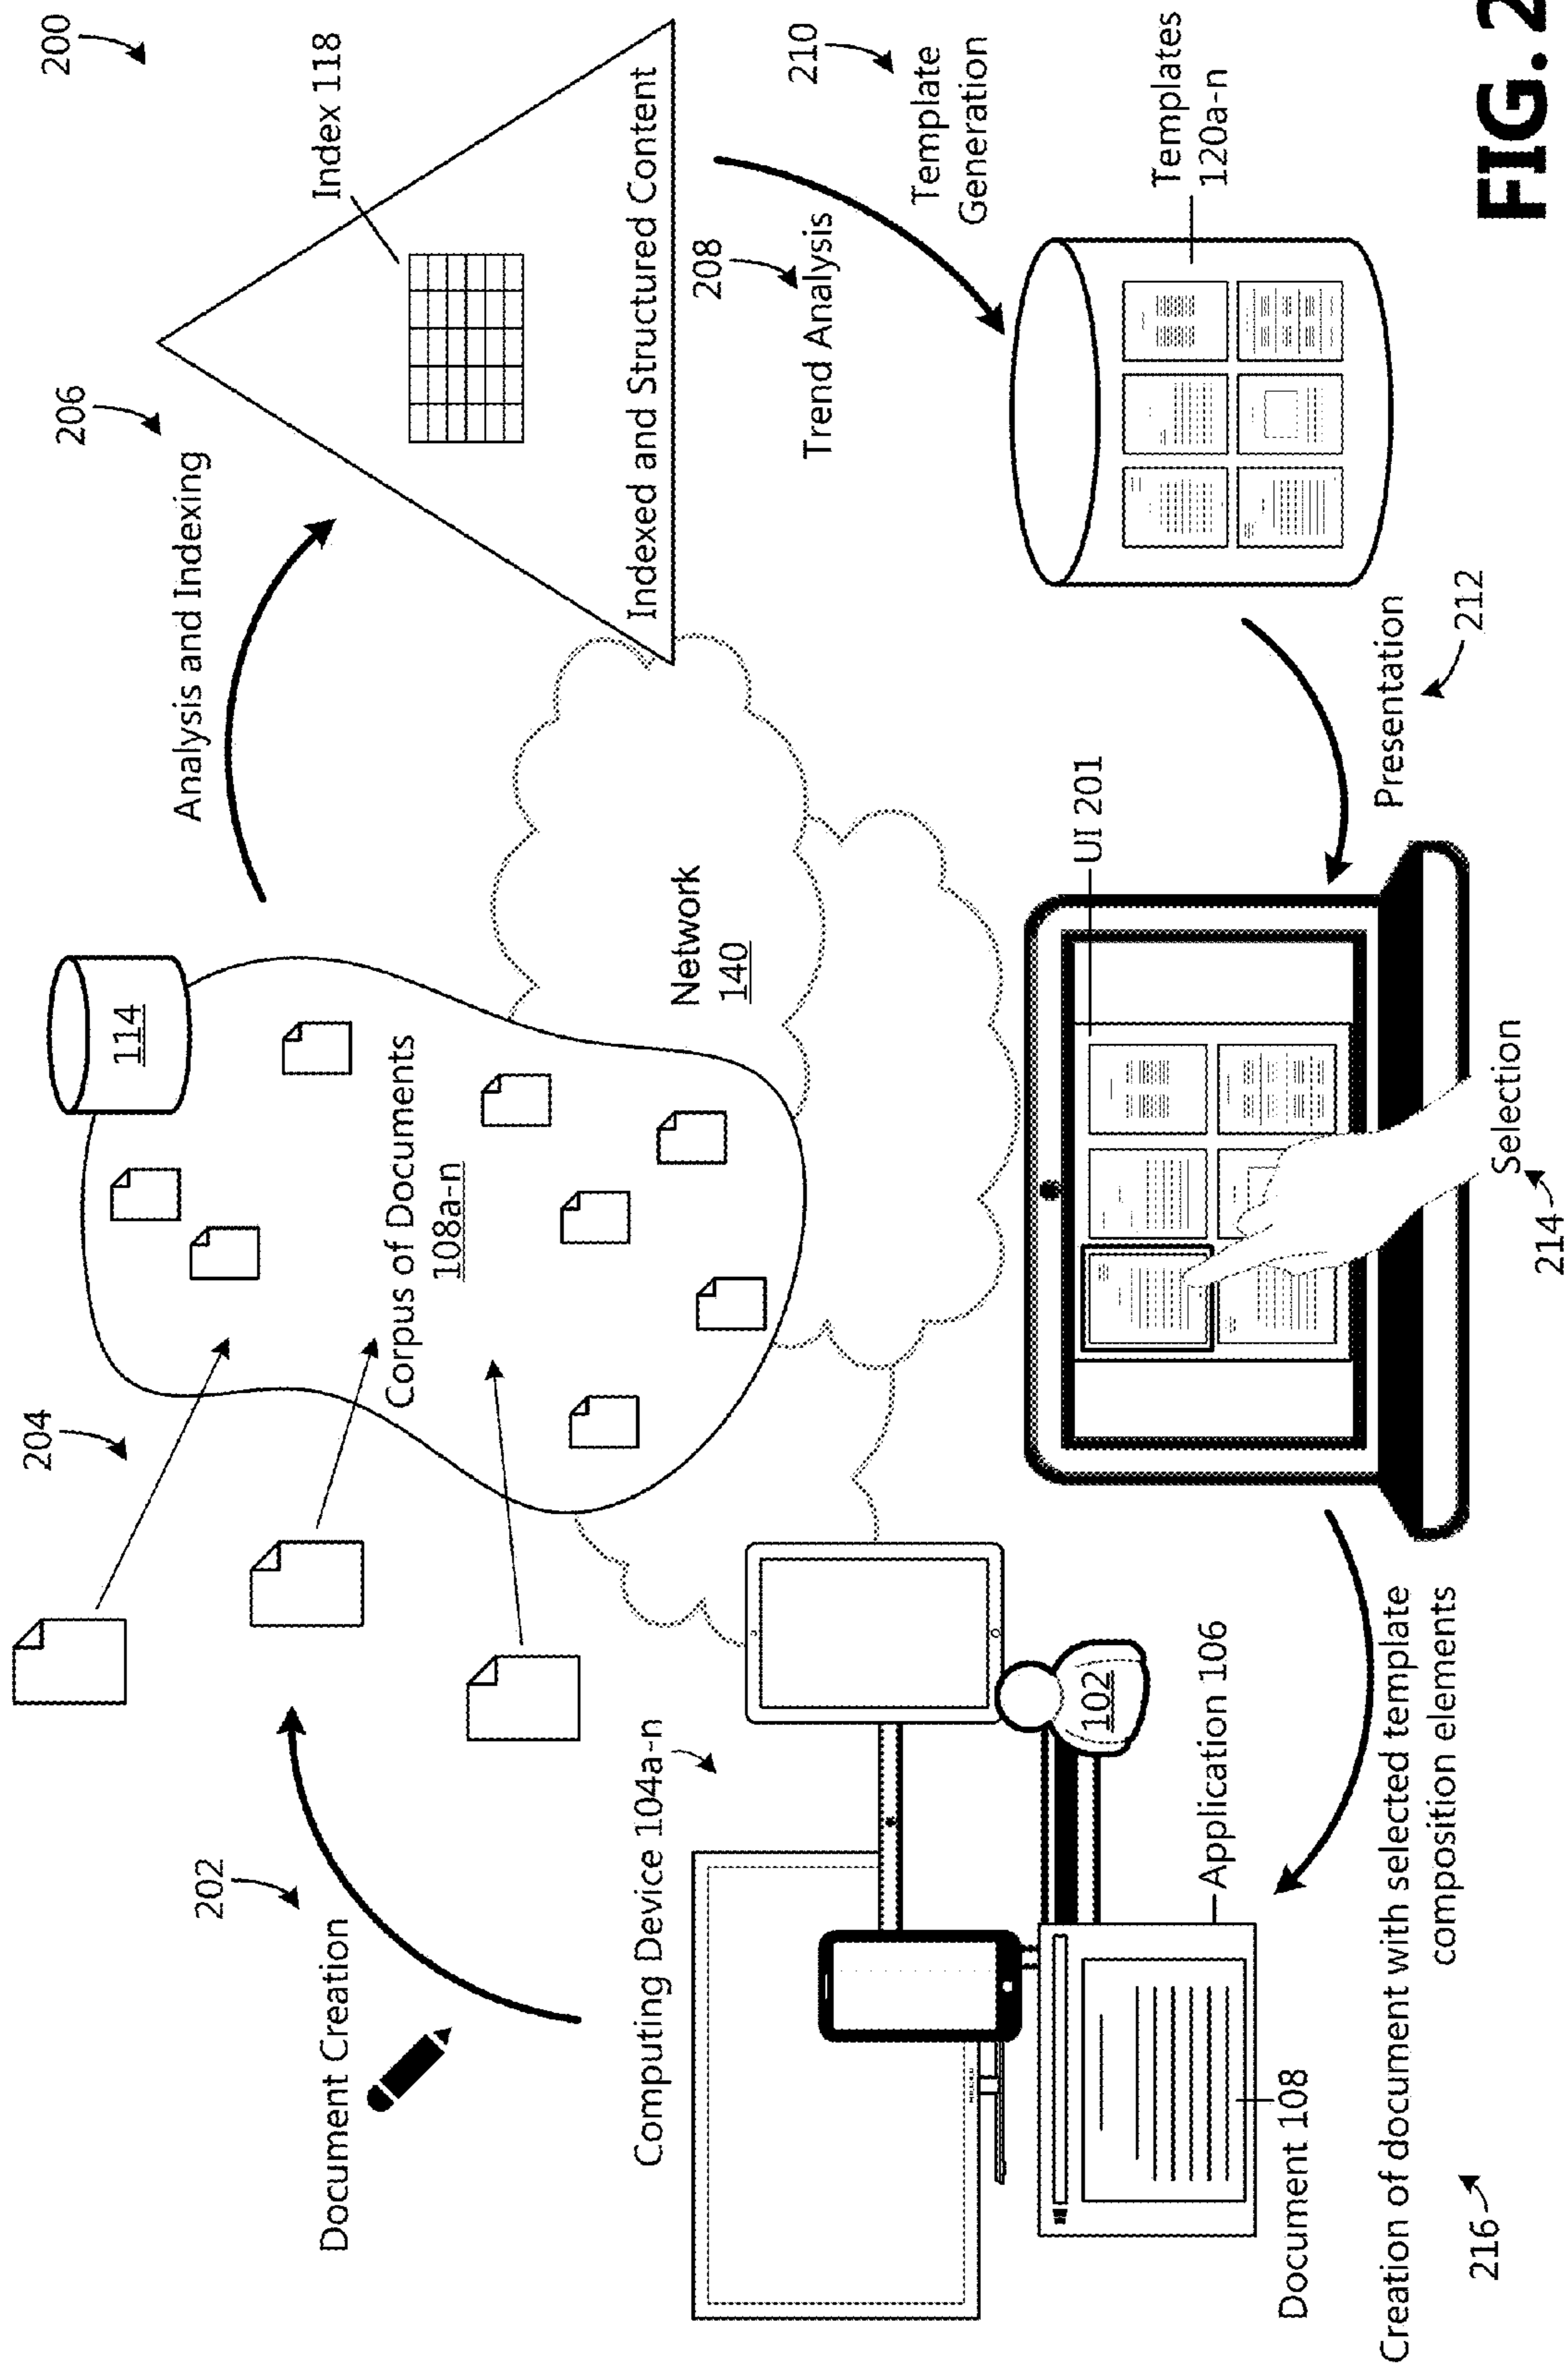 200
202
Document Creation
204
114
Corpus of Documents
108a-n
206
Analysis and Indexing
Index 118
Indexed and Structured Content
Network
140
208
Trend Analysis
210
Template
Generation
Computing Device 104a-n
102
Application 106
Document 108
UI 201
Templates
120a-n
Presentation
212
Selection
214
Creation of document with selected template
composition elements
216
FIG. 2